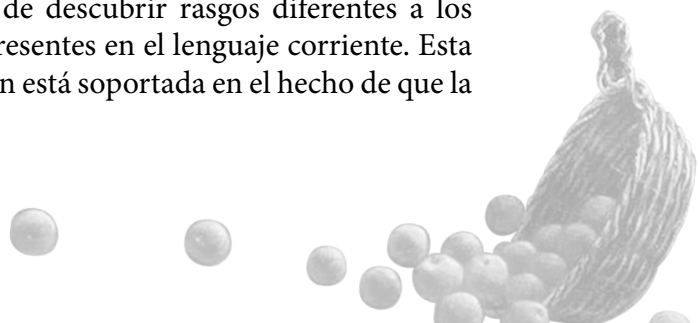 de descubrir rasgos diferentes a los
resentes en el lenguaje corriente. Esta
n está soportada en el hecho de que la